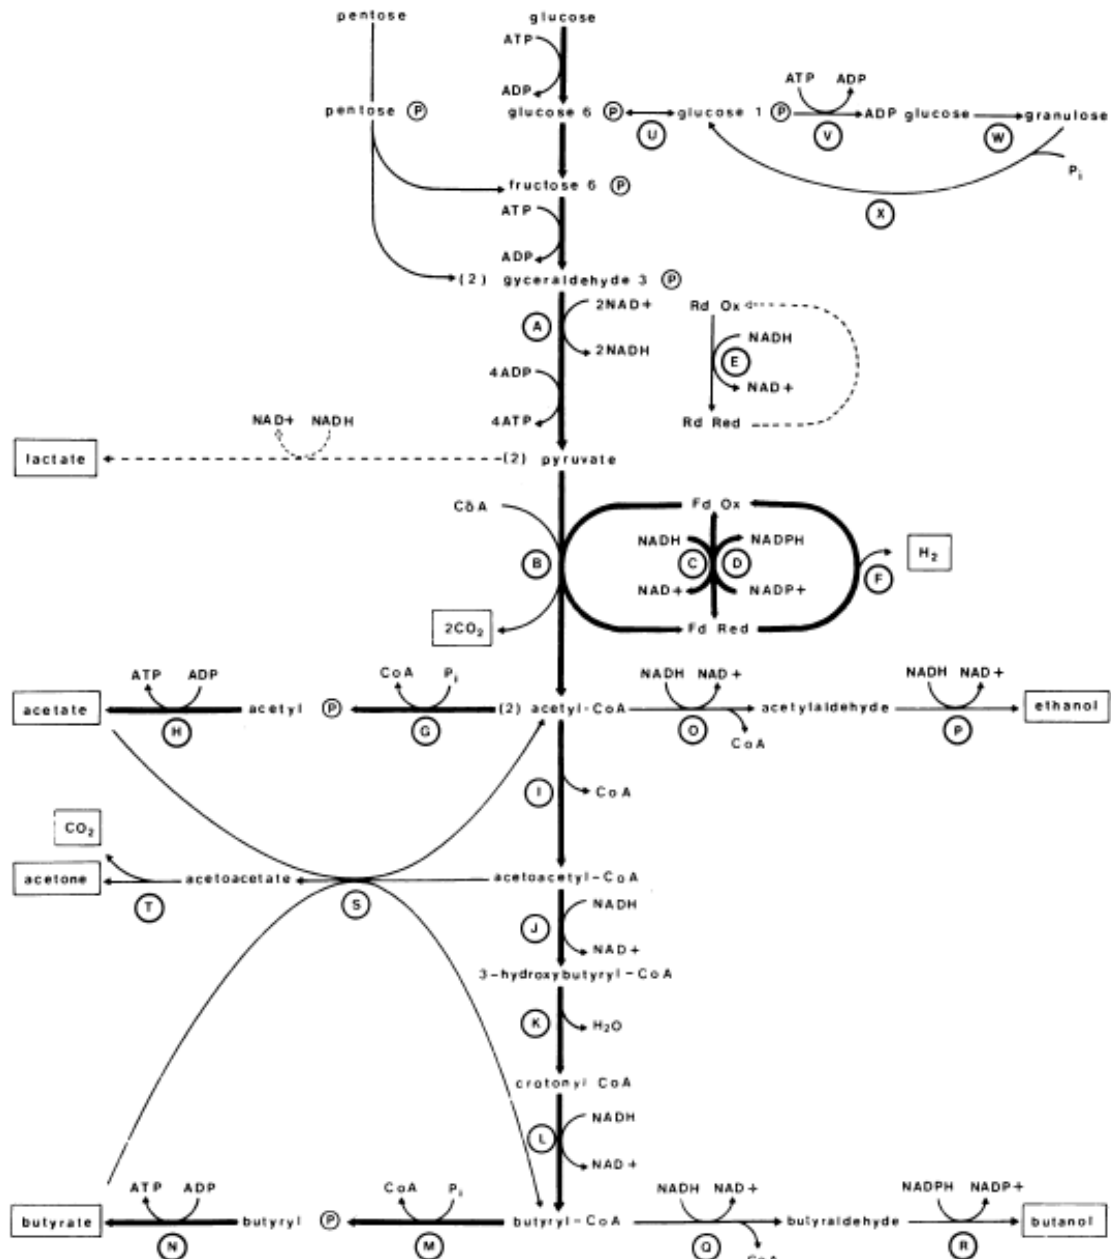 pentose glucose
ATP
ADP
ATP ADP
pentose P glucose 6 P glucose 1 P ADP glucose granulose
U V W
Pi
fructose 6 P
X
ATP
ADP
(2) gyceraldehyde 3 P
2NAD+ Rd Ox
A
NADH
2NADH E
4ADP NAD+
NAD+ NADH 4ATP Rd Red
lactate (2) pyruvate
CδA Fd Ox
NADH NADPH H2
B C D F
NAD+ NADP+
2CO2 Fd Red
ATP ADP CoA Pi NADH NAD+ NADH NAD+
acetate acetyl P (2) acetyl-CoA acetylaldehyde ethanol
H G O P
CoA
I CoA
CO2
acetone acetoacetate acetoacetyl-CoA
T S NADH
J
NAD+
3-hydroxybutyryl-CoA
K H2O
crotonyl CoA
NADH
L
NAD+
ATP ADP CoA Pi NADH NAD+ NADPH NADP+
butyrate butyryl P butyryl-CoA butyraldehyde butanol
N M Q R
CoA